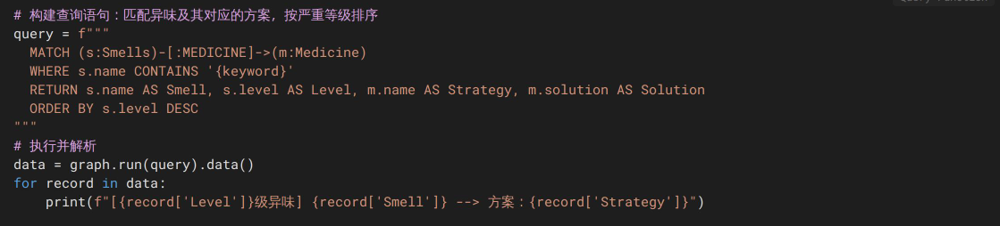 Query Function
# 构建查询语句：匹配异味及其对应的方案，按严重等级排序
query = f"""
  MATCH (s:Smells)-[:MEDICINE]->(m:Medicine)
  WHERE s.name CONTAINS '{keyword}'
  RETURN s.name AS Smell, s.level AS Level, m.name AS Strategy, m.solution AS Solution
  ORDER BY s.level DESC
"""
# 执行并解析
data = graph.run(query).data()
for record in data:
    print(f"[{record['Level']}级异味] {record['Smell']} --> 方案：{record['Strategy']}")